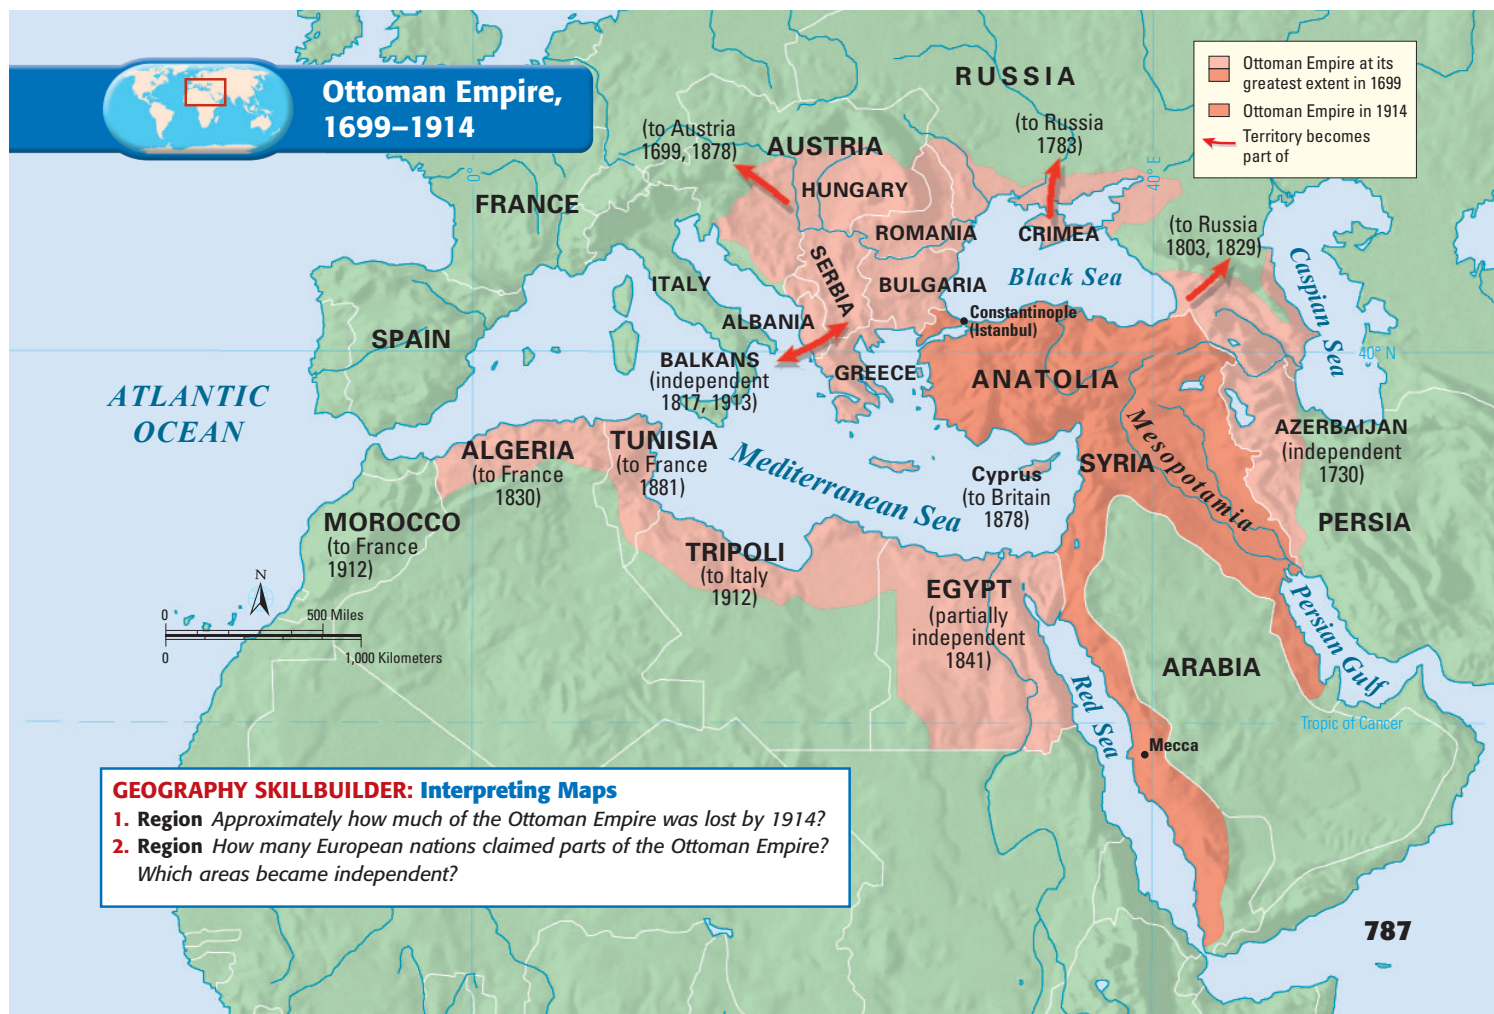 Ottoman Empire,
1699–1914
Ottoman Empire at its
greatest extent in 1699
Ottoman Empire in 1914
Territory becomes
part of
RUSSIA
(to Austria
1699, 1878)
AUSTRIA
(to Russia
1783)
40° E
0°
HUNGARY
FRANCE
ROMANIA
CRIMEA
(to Russia
1803, 1829)
SERBIA
BULGARIA
Black Sea
Caspian Sea
ITALY
ALBANIA
Constantinople
(Istanbul)
SPAIN
BALKANS
(independent
1817, 1913)
GREECE
ANATOLIA
40° N
ATLANTIC
OCEAN
ALGERIA
(to France
1830)
TUNISIA
(to France
1881)
Mediterranean Sea
Cyprus
(to Britain
1878)
SYRIA
Mesopotamia
AZERBAIJAN
(independent
1730)
PERSIA
MOROCCO
(to France
1912)
TRIPOLI
(to Italy
1912)
EGYPT
(partially
independent
1841)
N
0
500 Miles
0
1,000 Kilometers
Persian Gulf
ARABIA
Red Sea
Tropic of Cancer
Mecca
GEOGRAPHY SKILLBUILDER: Interpreting Maps
1. Region Approximately how much of the Ottoman Empire was lost by 1914?
2. Region How many European nations claimed parts of the Ottoman Empire?
Which areas became independent?
787